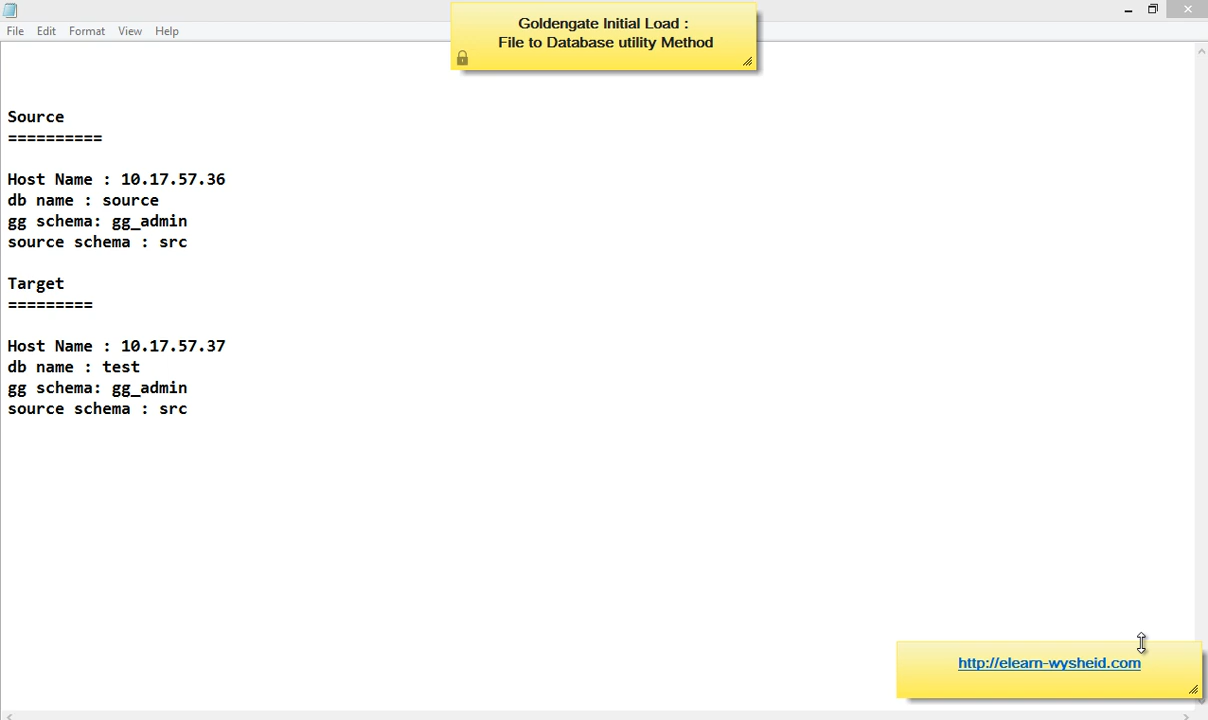 Goldengate Initial Load :
File to Database utility Method
File Edit Format View Help
Source
==========
Host Name : 10.17.57.36
db name : source
gg schema: gg_admin
source schema : src
Target
=========
Host Name : 10.17.57.37
db name : test
gg schema: gg_admin
source schema : src
http://elearn-wysheid.com